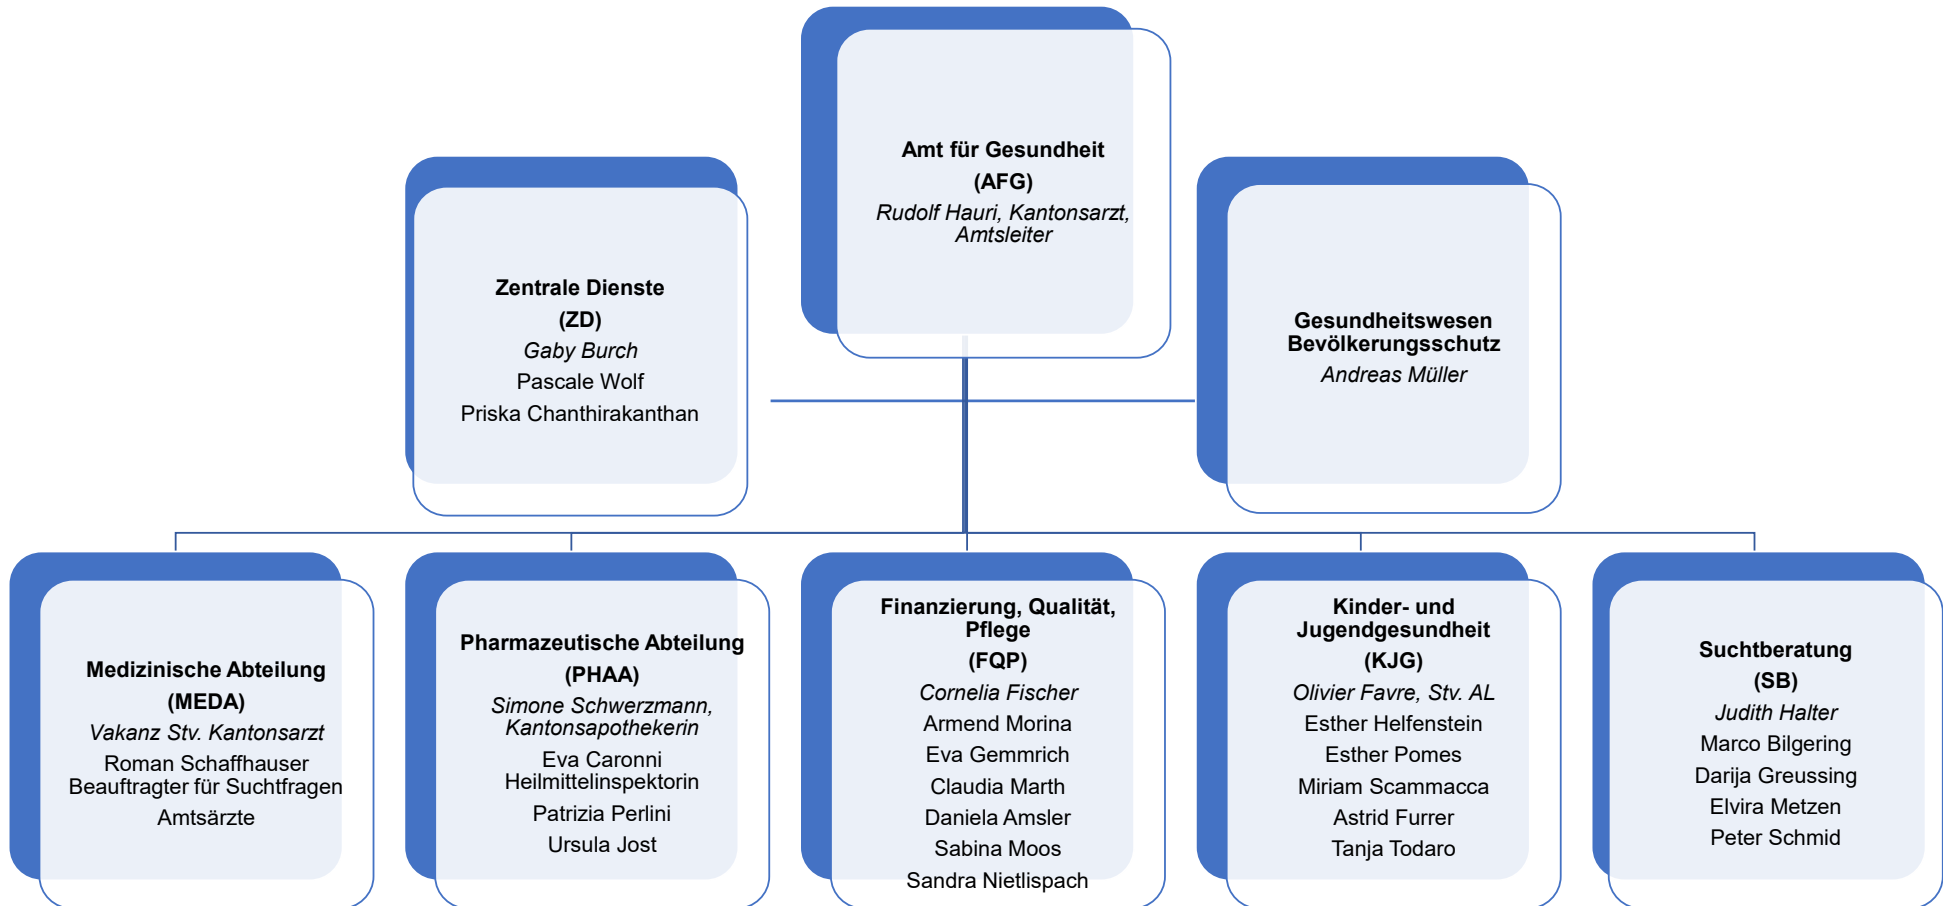 Amt für Gesundheit
(AFG)
Rudolf Hauri, Kantonsarzt,
Amtsleiter
Zentrale Dienste
(ZD)
Gaby Burch
Pascale Wolf
Priska Chanthirakanthan
Gesundheitswesen
Bevölkerungsschutz
Andreas Müller
Medizinische Abteilung
(MEDA)
Vakanz Stv. Kantonsarzt
Roman Schaffhauser
Beauftragter für Suchtfragen
Amtsärzte
Pharmazeutische Abteilung
(PHAA)
Simone Schwerzmann,
Kantonsapothekerin
Eva Caronni
Heilmittelinspektorin
Patrizia Perlini
Ursula Jost
Finanzierung, Qualität,
Pflege
(FQP)
Cornelia Fischer
Armend Morina
Eva Gemmrich
Claudia Marth
Daniela Amsler
Sabina Moos
Sandra Nietlispach
Kinder- und
Jugendgesundheit
(KJG)
Olivier Favre, Stv. AL
Esther Helfenstein
Esther Pomes
Miriam Scammacca
Astrid Furrer
Tanja Todaro
Suchtberatung
(SB)
Judith Halter
Marco Bilgering
Darija Greussing
Elvira Metzen
Peter Schmid